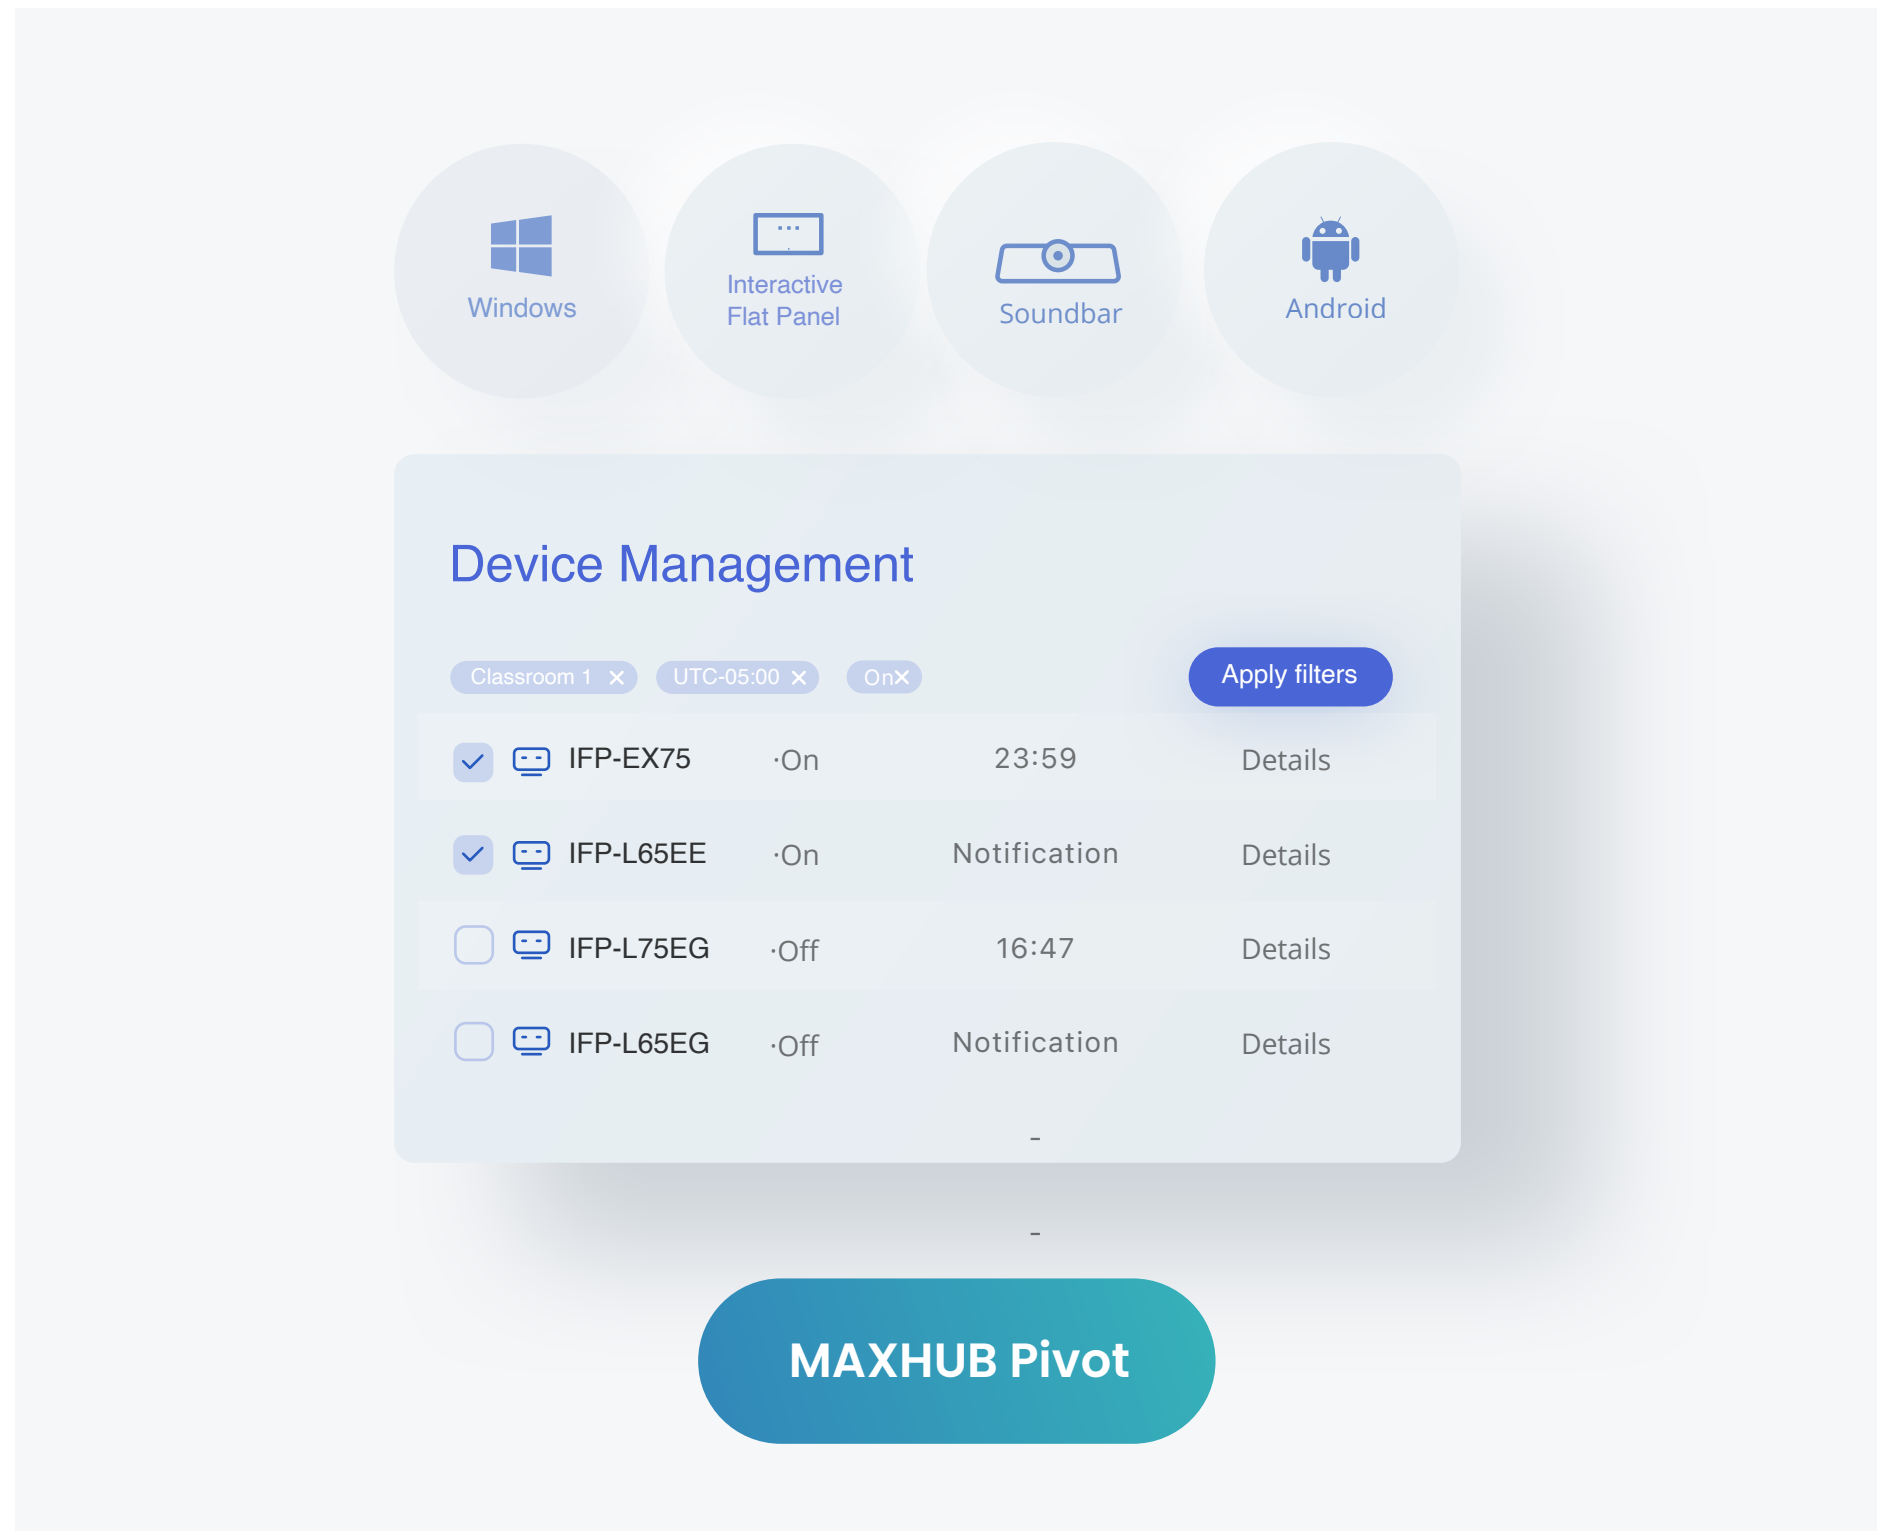 Windows
Interactive
Flat Panel
Soundbar
Android
Device Management
Classroom 1 ✕ UTC-05:00 ✕ On✕ Apply filters
IFP-EX75 ·On 23:59 Details
IFP-L65EE ·On Notification Details
IFP-L75EG ·Off 16:47 Details
IFP-L65EG ·Off Notification Details
-
-
MAXHUB Pivot